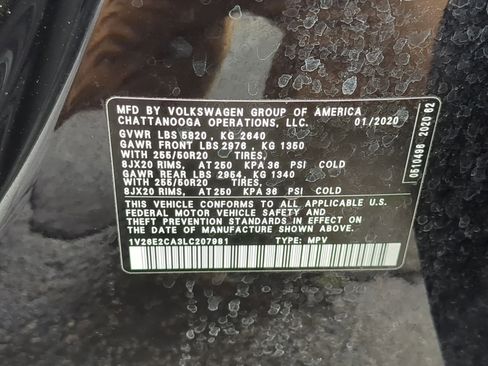 MFD BY VOLKSWAGEN GROUP OF AMERICA
CHATTANOOGA OPERATIONS, LLC. 01/2020
GVWR LBS 5820 , KG 2640
GAWR FRONT LBS 2976 , KG 1350
WITH 255/50R20 TIRES,
8JX20 RIMS, AT 250 KPA 36 PSI COLD
GAWR REAR LBS 2954, KG 1340
WITH 255/50R20 TIRES,
8JX20 RIMS, AT 250 KPA 36 PSI COLD
THIS VEHICLE CONFORMS TO ALL APPLICABLE U.S.
FEDERAL MOTOR VEHICLE SAFETY AND
THEFT PREVENTION STANDARDS IN EFFECT ON
THE DATE OF MANUFACTURE SHOWN ABOVE
1V26E2CA3LC207981 TYPE: MPV
0510498 2020 62